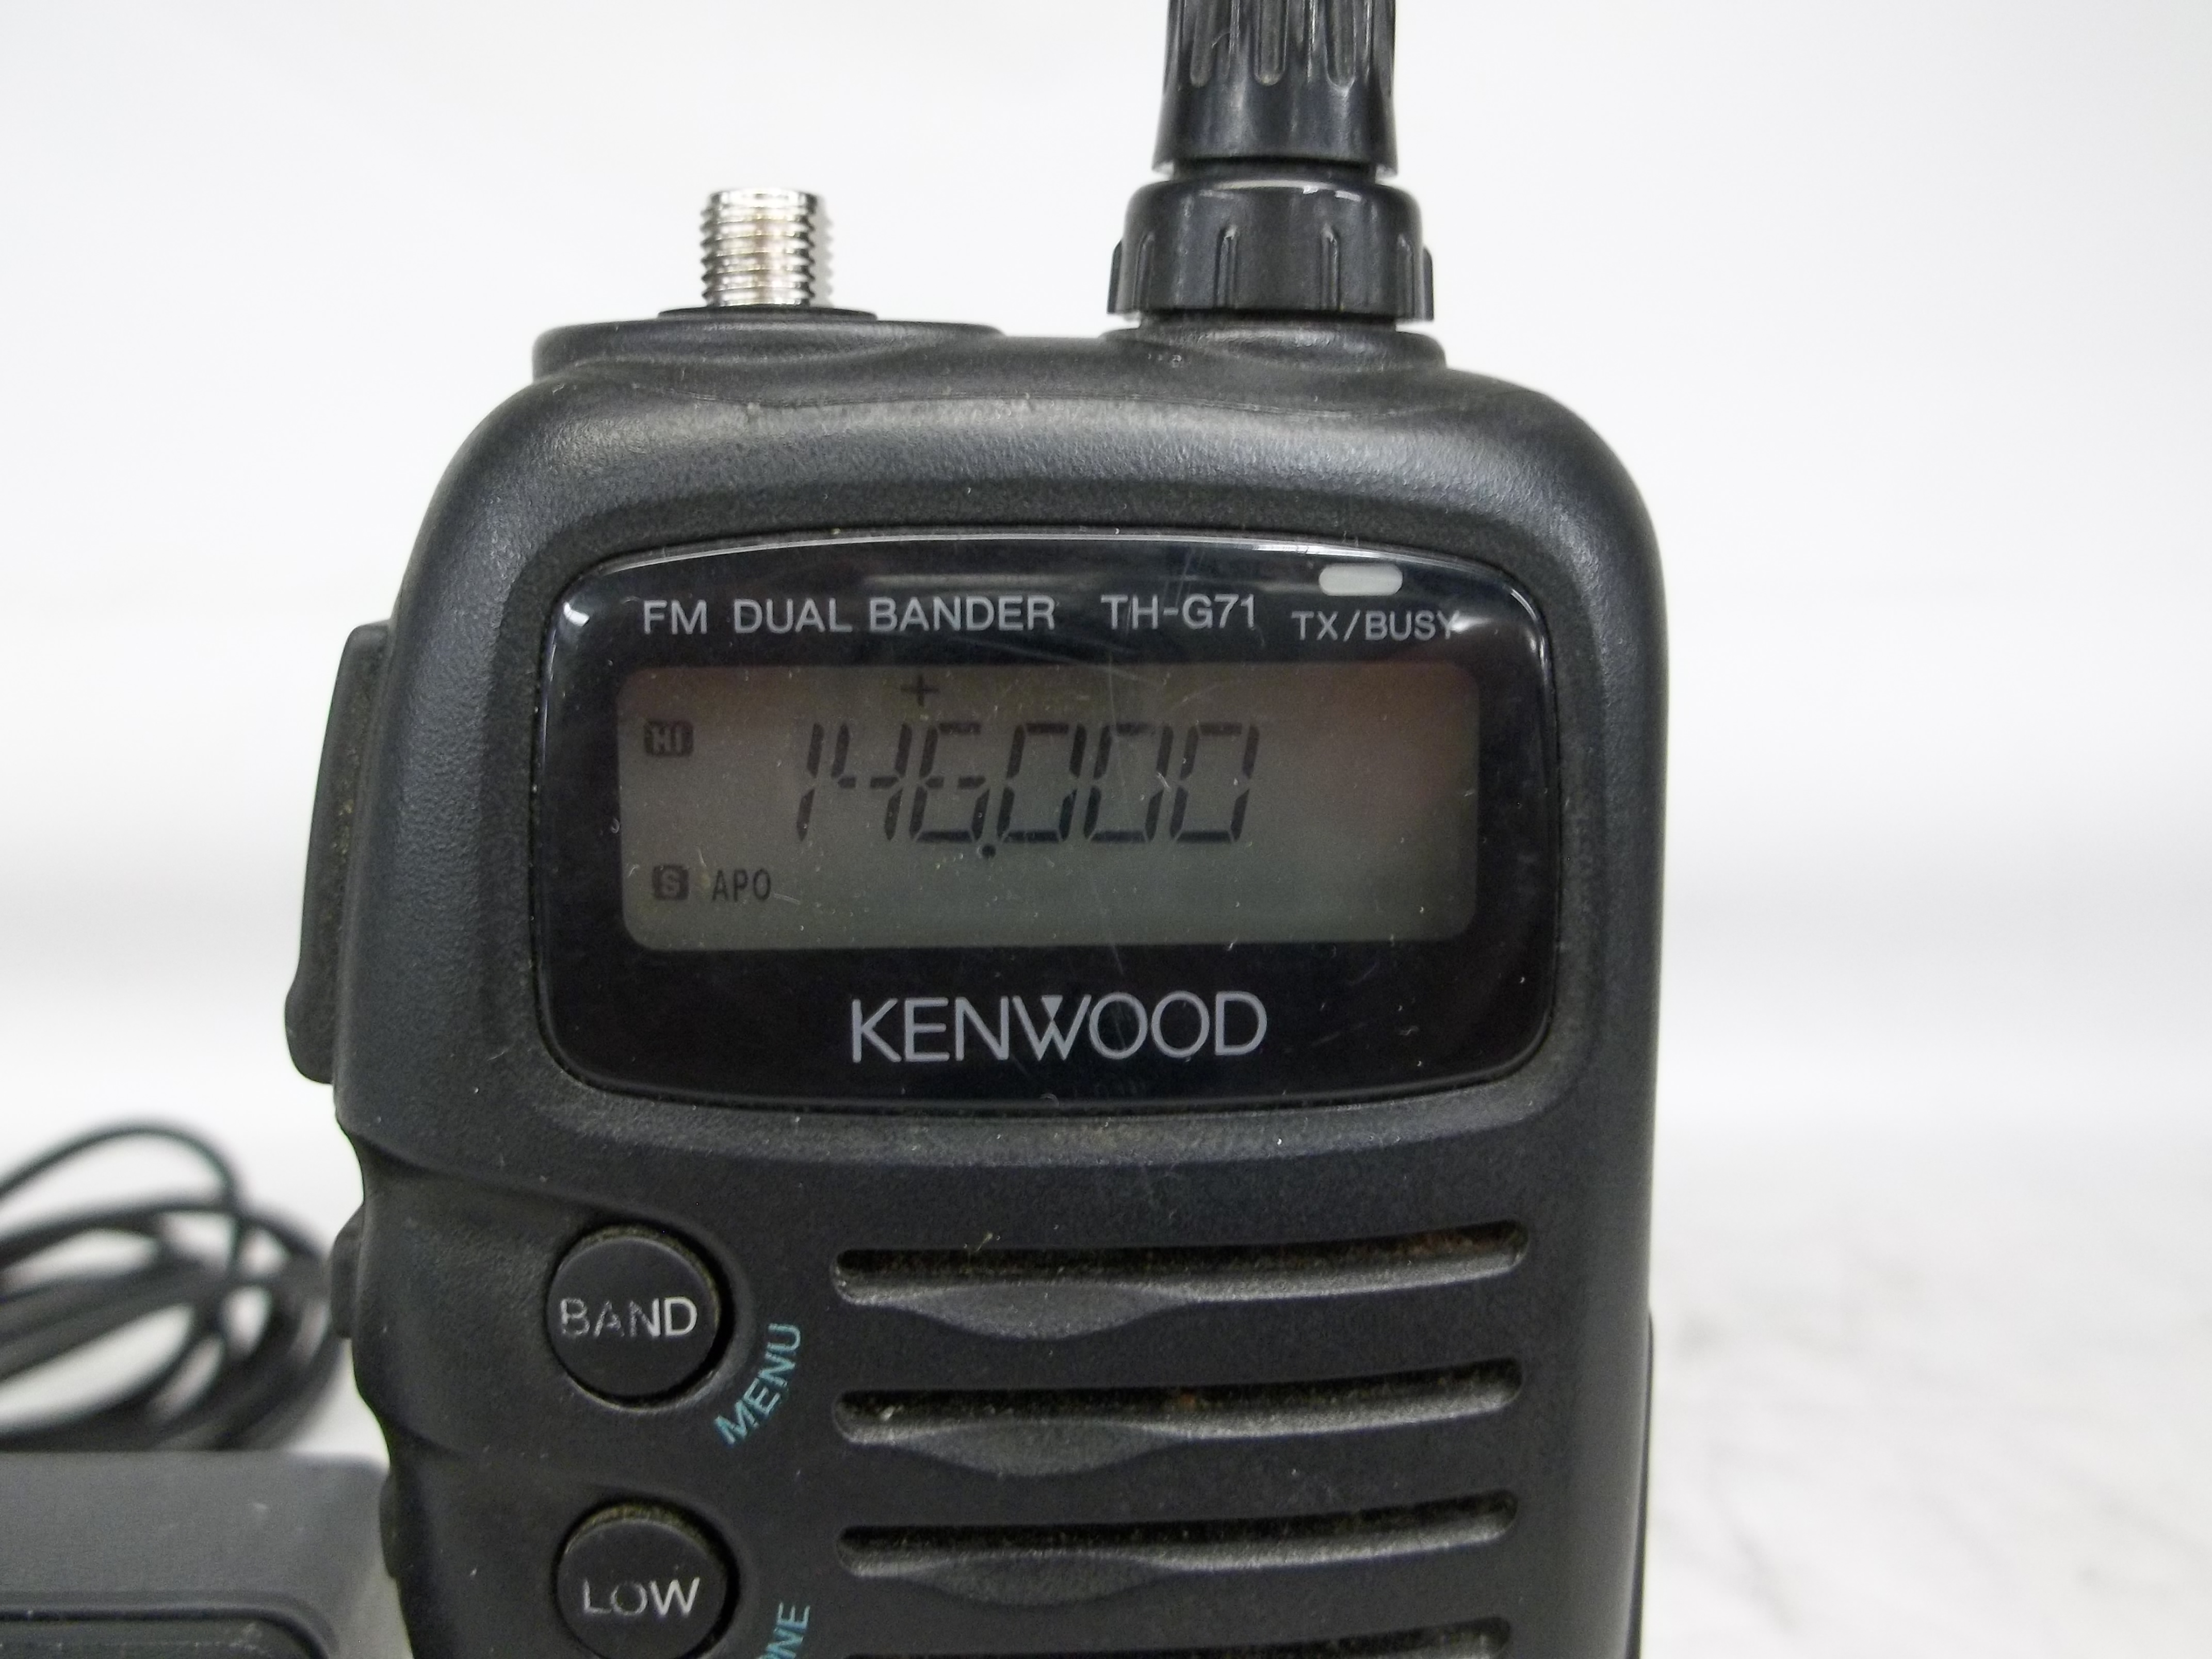 FM DUAL BANDER TH-G71 TX/BUSY
+
HI 146.000
S APO
KENWOOD
BAND
MENU
LOW